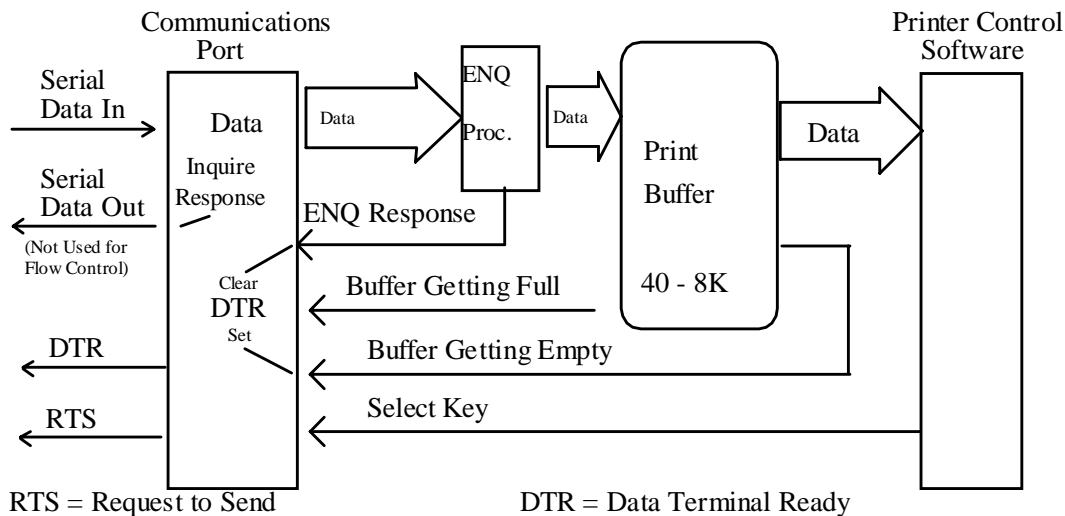 Communications
Port
Printer Control
Software
Serial
Data In
Data
Data
ENQ
Proc.
Data
Print
Buffer
40 - 8K
Data
Inquire
Response
Serial
Data Out
(Not Used for
Flow Control)
ENQ Response
Clear
DTR
Set
Buffer Getting Full
DTR
Buffer Getting Empty
RTS
Select Key
RTS = Request to Send
DTR = Data Terminal Ready